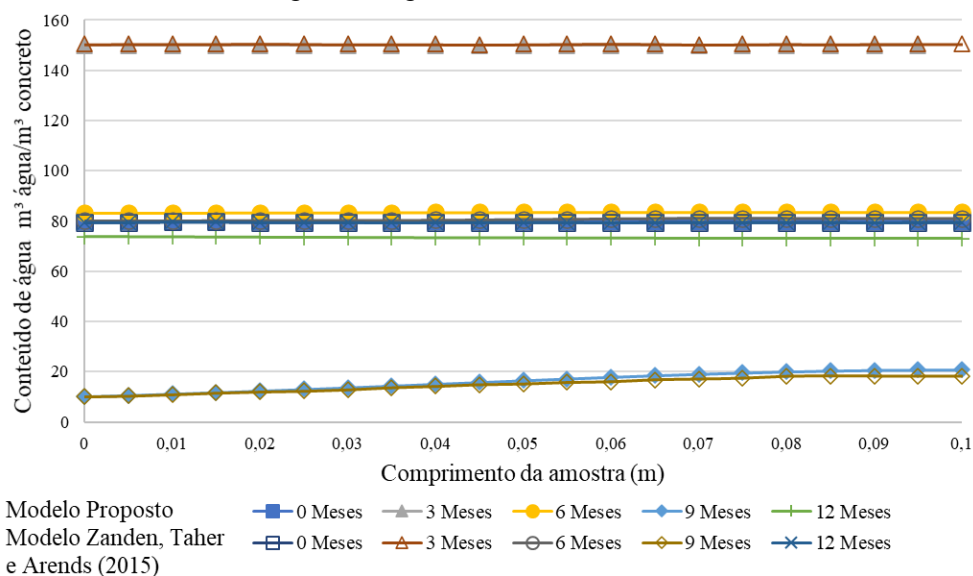 160
140
120
100
80
60
40
20
0
Conteúdo de água m³ água/m³ concreto
0
0,01
0,02
0,03
0,04
0,05
0,06
0,07
0,08
0,09
0,1
Comprimento da amostra (m)
Modelo Proposto
0 Meses
3 Meses
6 Meses
9 Meses
12 Meses
Modelo Zanden, Taher
e Arends (2015)
0 Meses
3 Meses
6 Meses
9 Meses
12 Meses